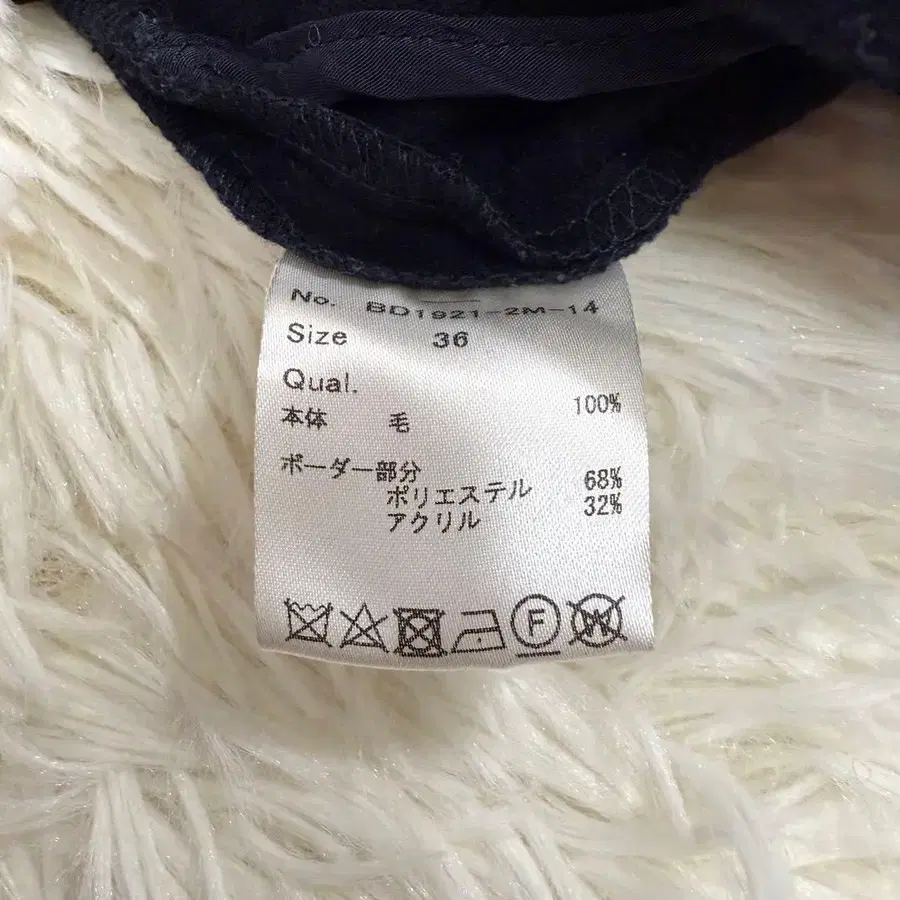 No. BD1921-2M-14
Size 36
Qual.
本体 毛 100%
ボーダー部分
ポリエステル 68%
アクリル 32%
F W